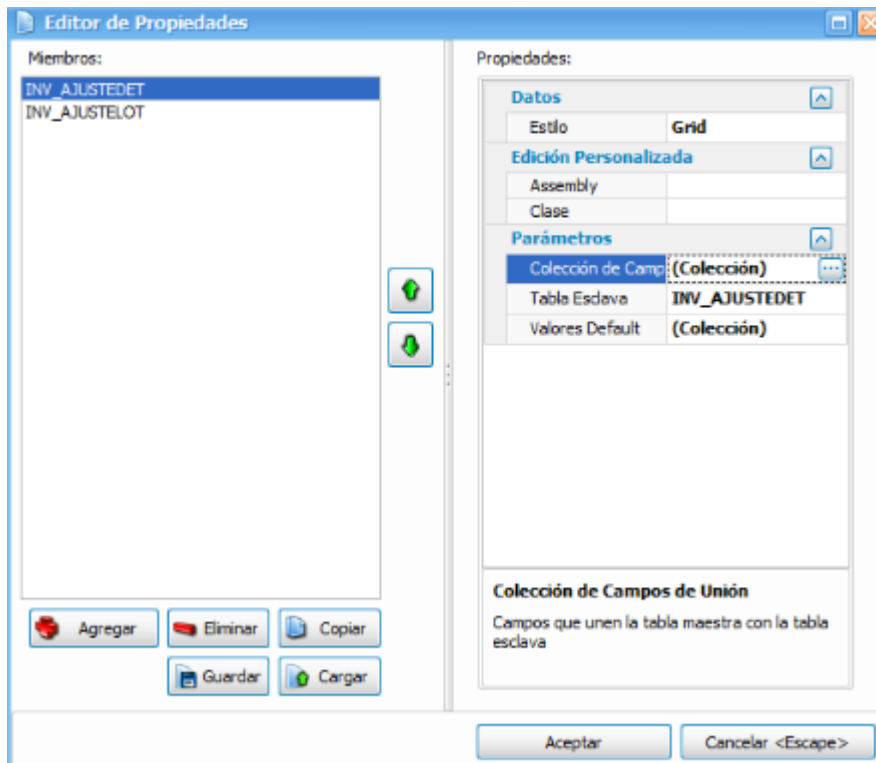 Editor de Propiedades
Miembros:
INV_AJUSTEDET
INV_AJUSTELOT
Agregar
Eliminar
Copiar
Guardar
Cargar
Propiedades:
Datos
Estilo Grid
Edición Personalizada
Assembly
Clase
Parámetros
Colección de Camp (Colección) ...
Tabla Esclava INV_AJUSTEDET
Valores Default (Colección)
Colección de Campos de Unión
Campos que unen la tabla maestra con la tabla
esclava
Aceptar
Cancelar <Escape>